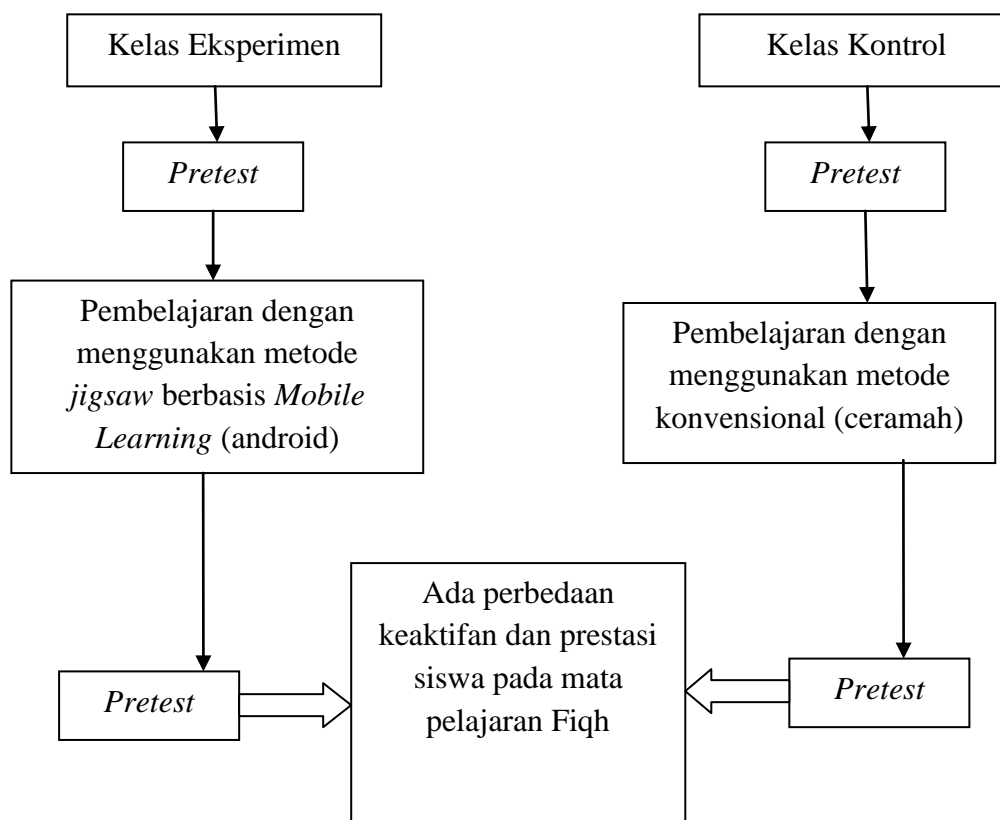 Kelas Eksperimen
Kelas Kontrol
Pretest
Pretest
Pembelajaran dengan
menggunakan metode
jigsaw berbasis Mobile
Learning (android)
Pembelajaran dengan
menggunakan metode
konvensional (ceramah)
Ada perbedaan
keaktifan dan prestasi
siswa pada mata
pelajaran Fiqh
Pretest
Pretest